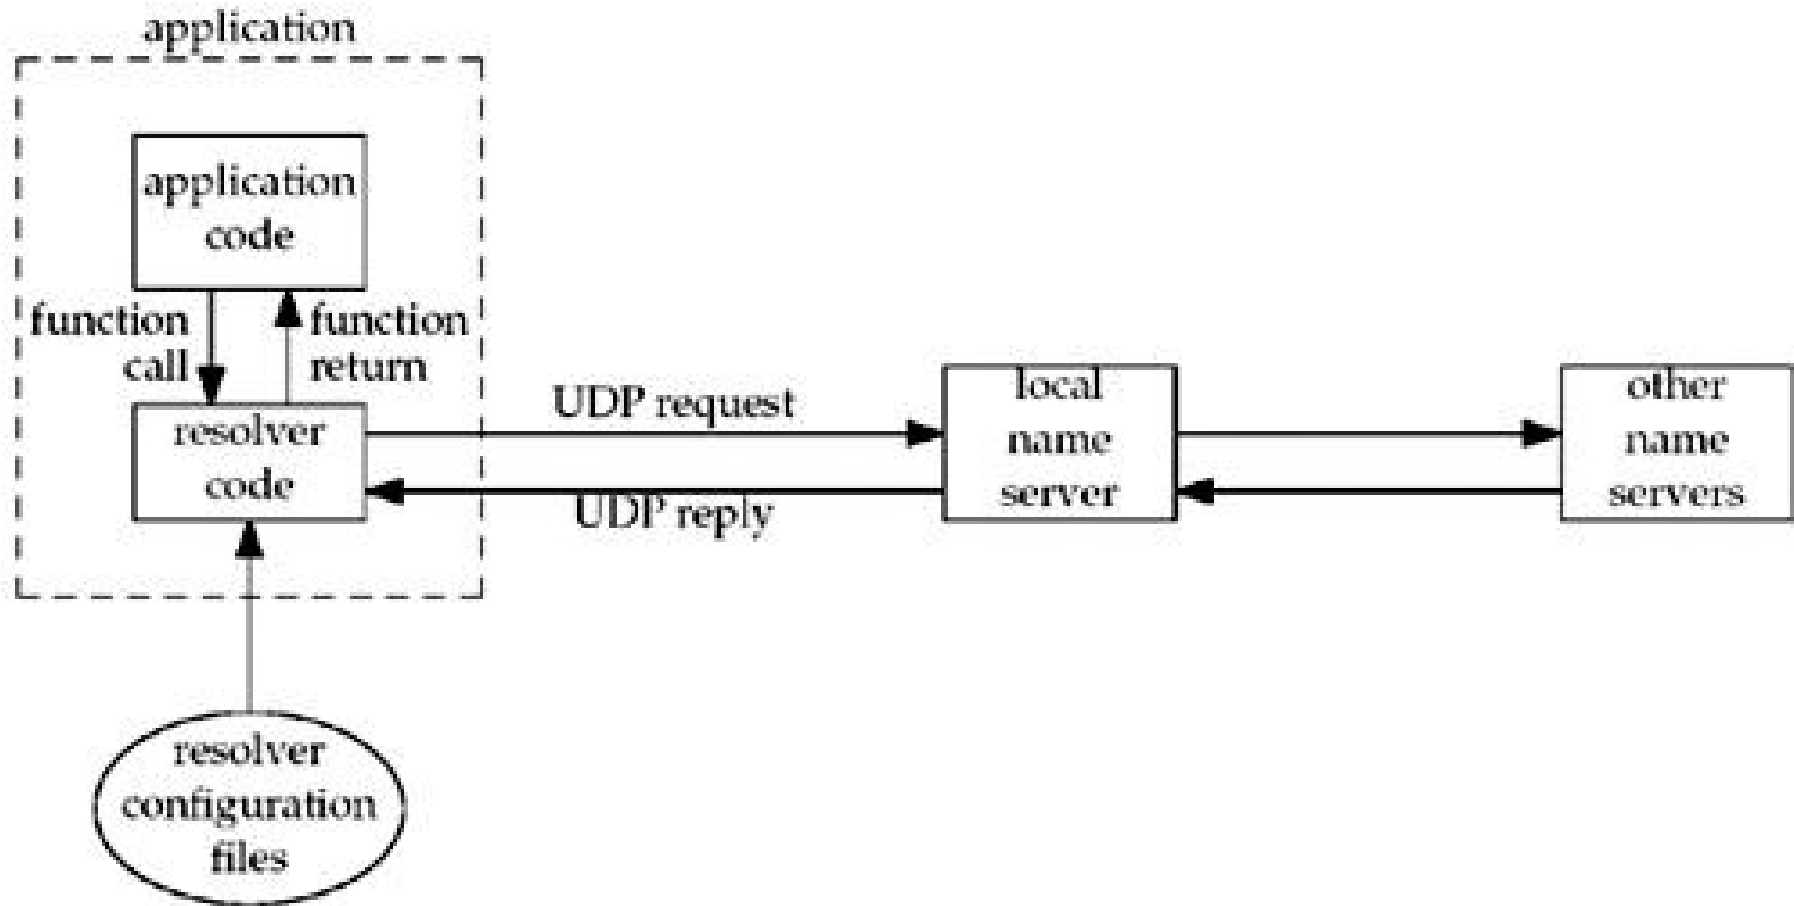 application
application
code
function
call
function
return
resolver
code
UDP request
UDP reply
local
name
server
other
name
servers
resolver
configuration
files